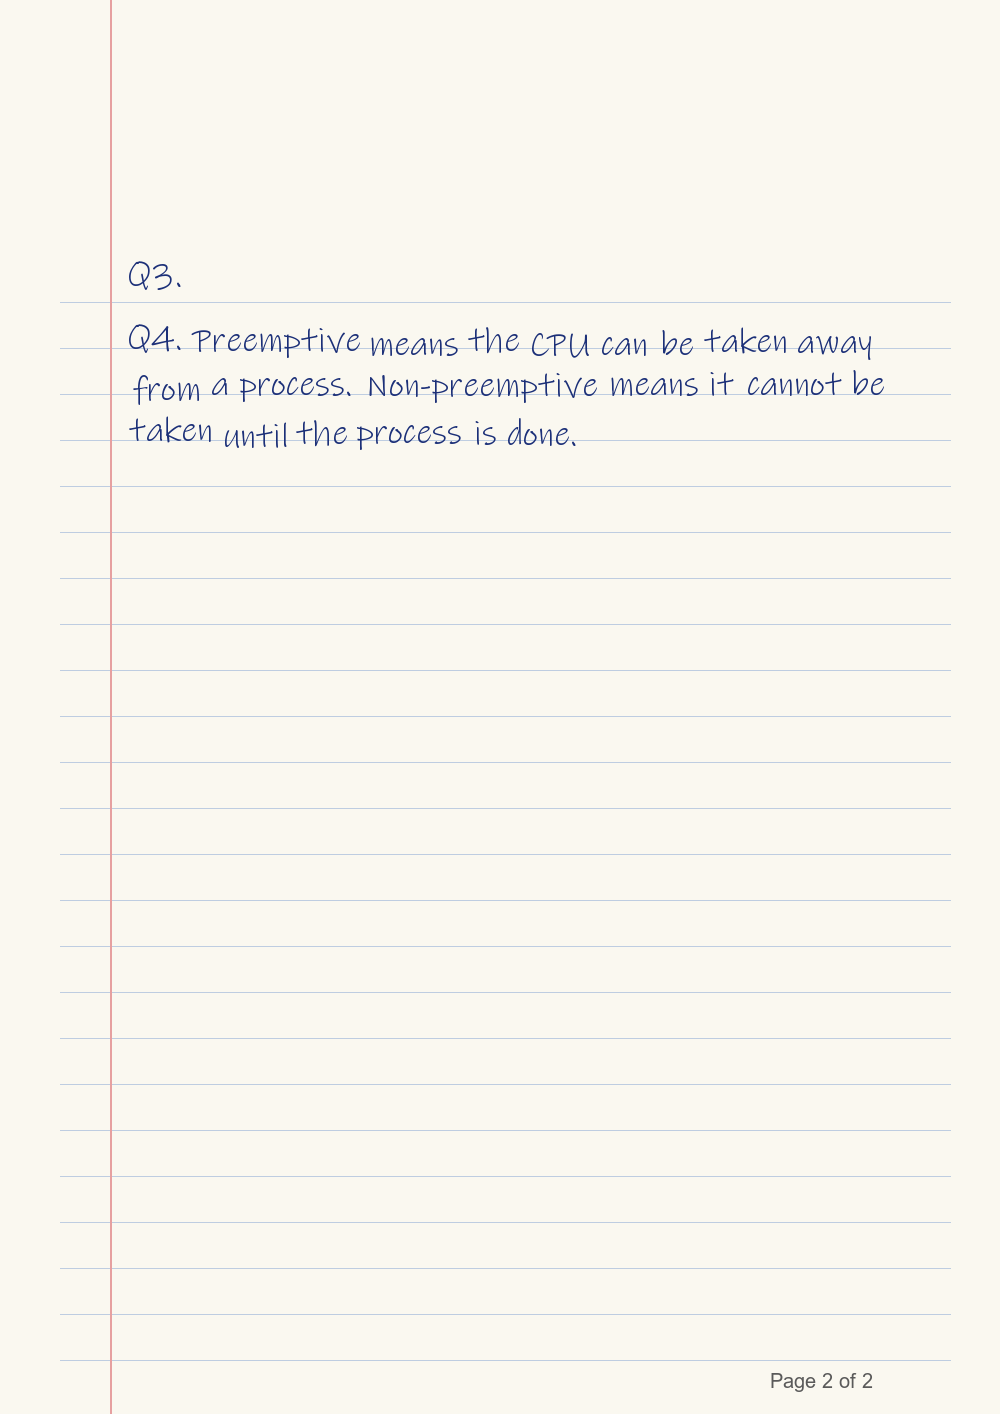 Q3.
Q4. Preemptive means the CPU can be taken away
from a process. Non-preemptive means it cannot be
taken until the process is done.
Page 2 of 2